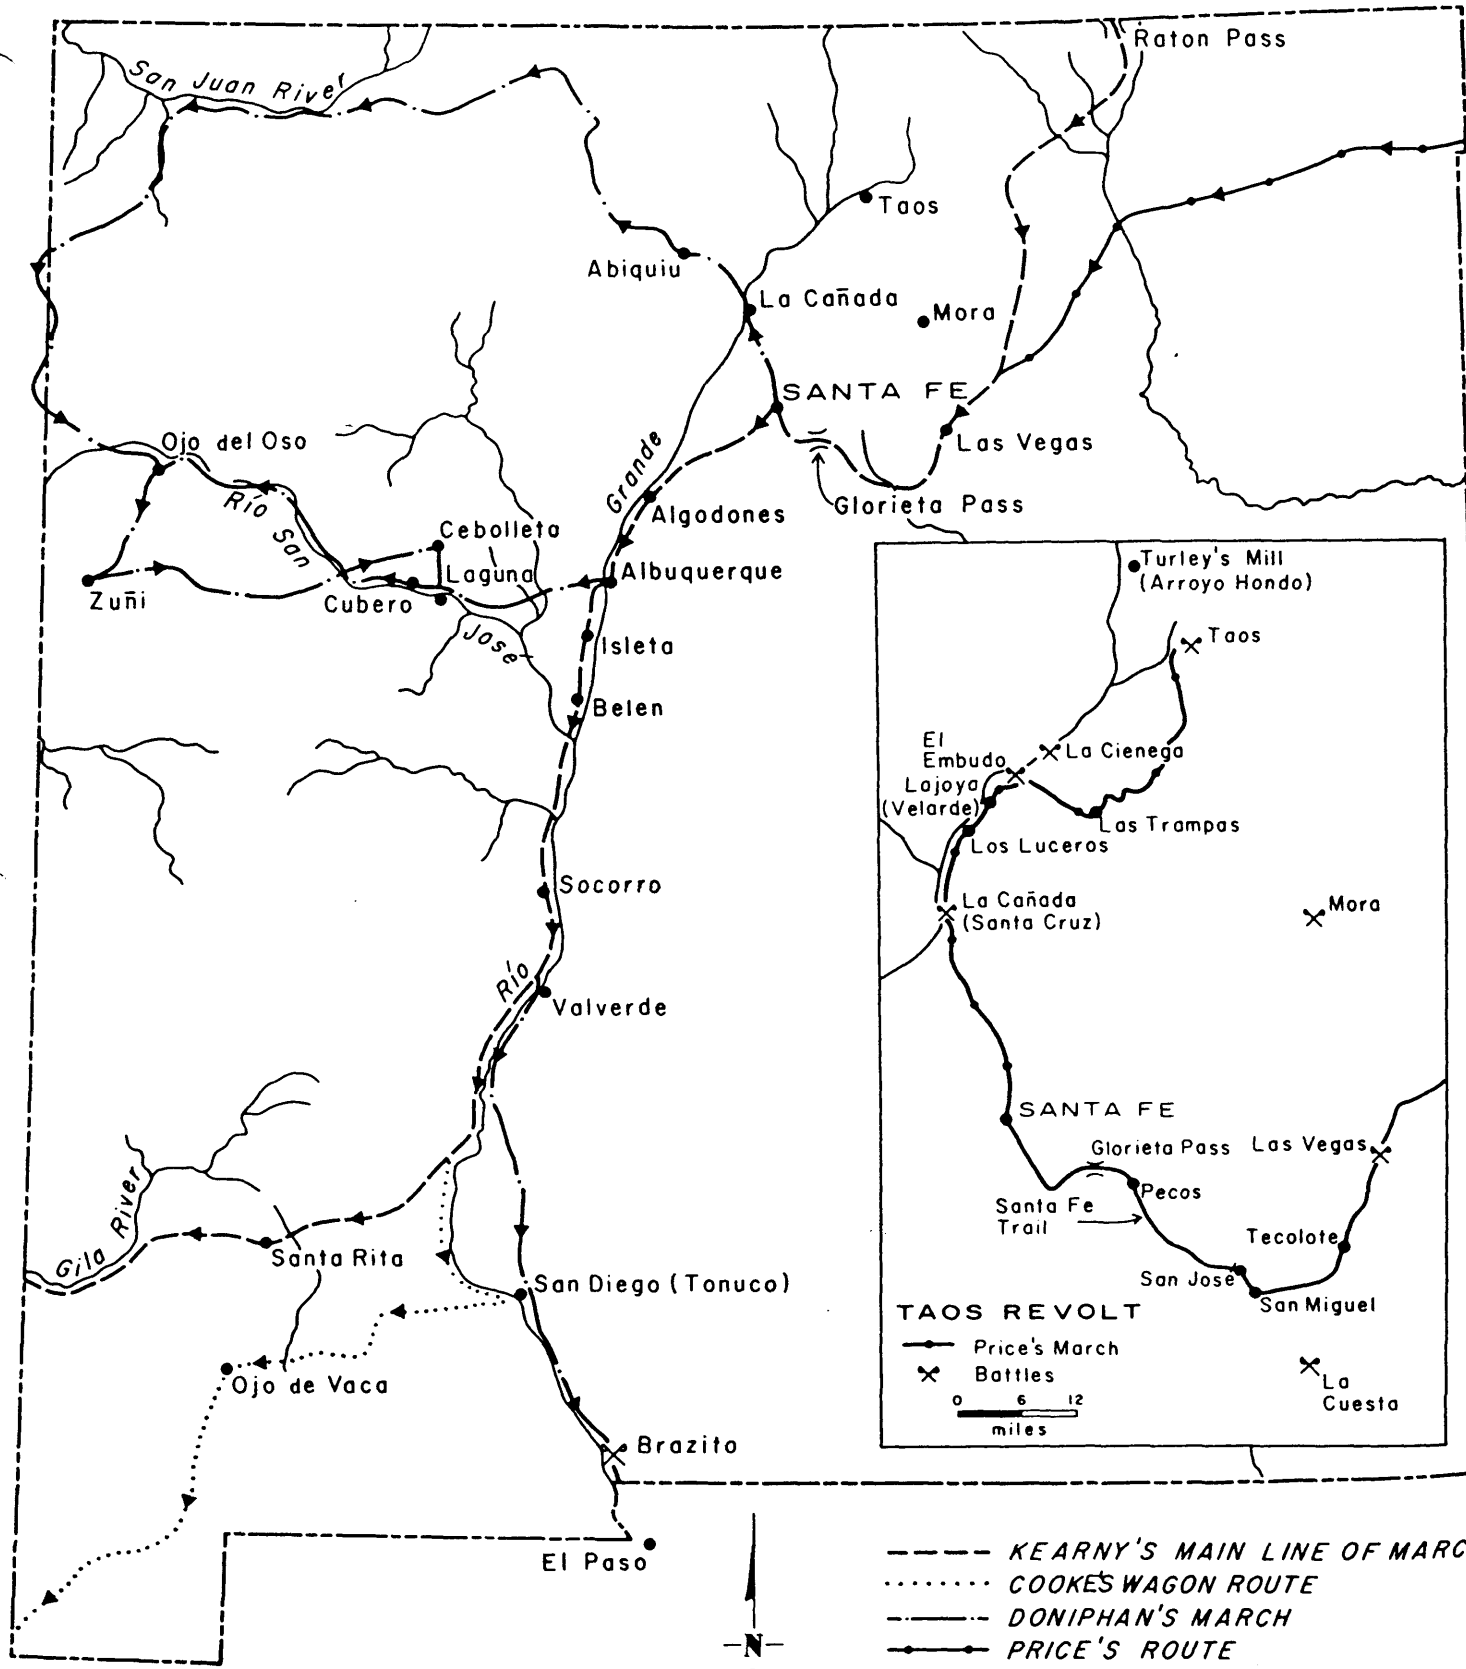 Raton Pass
San Juan River
Taos
Abiquiu
La Cañada
Mora
SANTA FE
Las Vegas
Glorieta Pass
Ojo del Oso
Grande
Algodones
Río
San
Cebolleta
Laguna
Albuquerque
Zuñi
Cubero
Jose
Isleta
Belen
Socorro
Río
Valverde
Gila River
Santa Rita
San Diego (Tonuco)
Ojo de Vaca
Brazito
El Paso
Turley's Mill
(Arroyo Hondo)
Taos
El
Embudo
La Cienega
Lajoya
(Velarde)
Las Trampas
Los Luceros
La Cañada
(Santa Cruz)
Mora
SANTA FE
Glorieta Pass
Las Vegas
Pecos
Santa Fe
Trail
Tecolote
San José
San Miguel
TAOS REVOLT
Price's March
Battles
0 6 12
miles
La
Cuesta
N
KEARNY'S MAIN LINE OF MARC
COOKE'S WAGON ROUTE
DONIPHAN'S MARCH
PRICE'S ROUTE